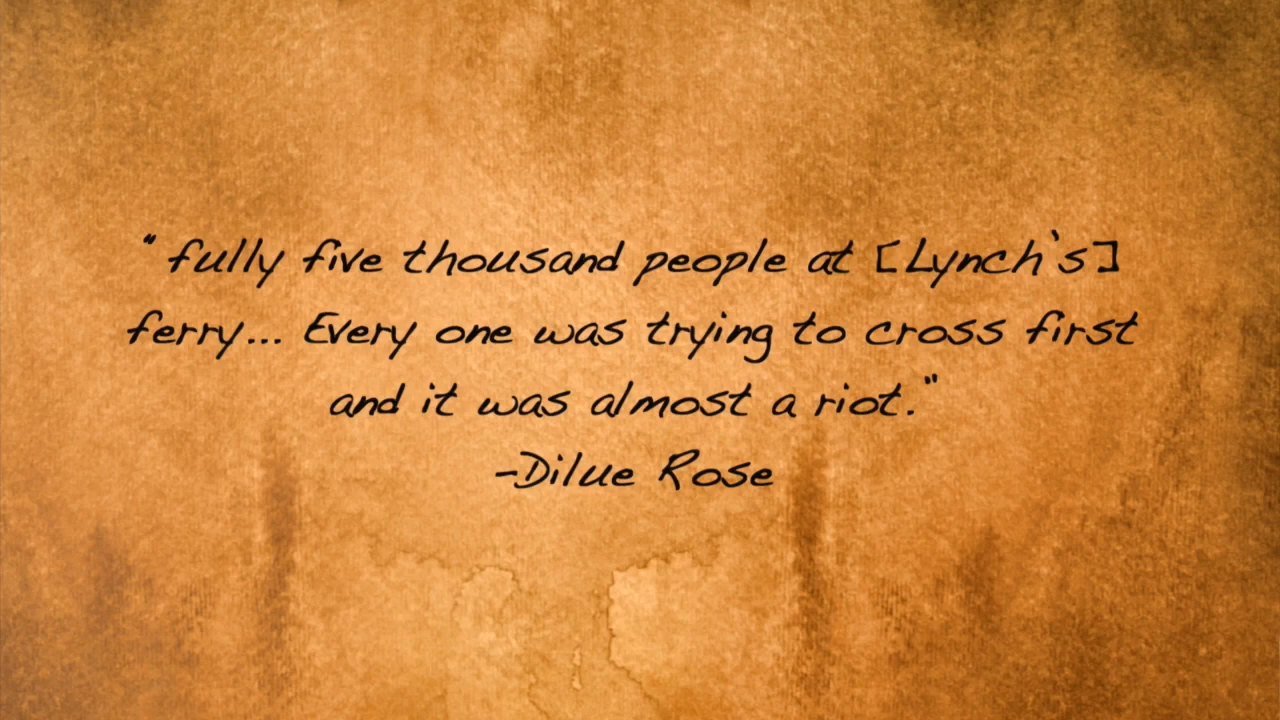 "fully five thousand people at [Lynch's]
ferry... Every one was trying to cross first
and it was almost a riot."
-Dilue Rose